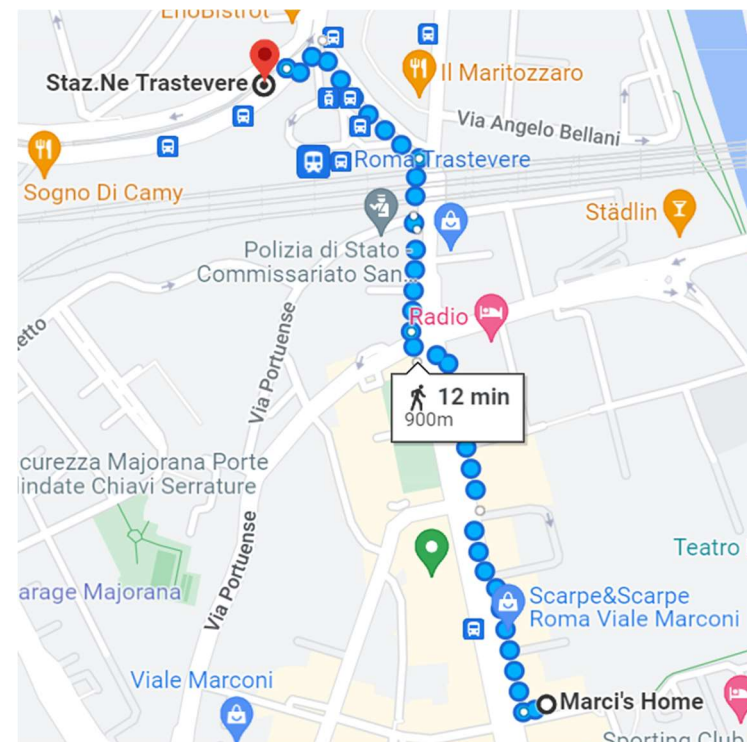 EnoBistrot
Staz.Ne Trastevere
Il Maritozzaro
Via Angelo Bellani
Roma Trastevere
Sogno Di Camy
Städlin
Polizia di Stato
Commissariato San...
Radio
etto
Via Portuense
12 min
900m
curezza Majorana Porte
lindate Chiavi Serrature
Via Portuense
Teatro
arage Majorana
Scarpe&Scarpe
Roma Viale Marconi
Viale Marconi
Marci's Home
Sporting Club